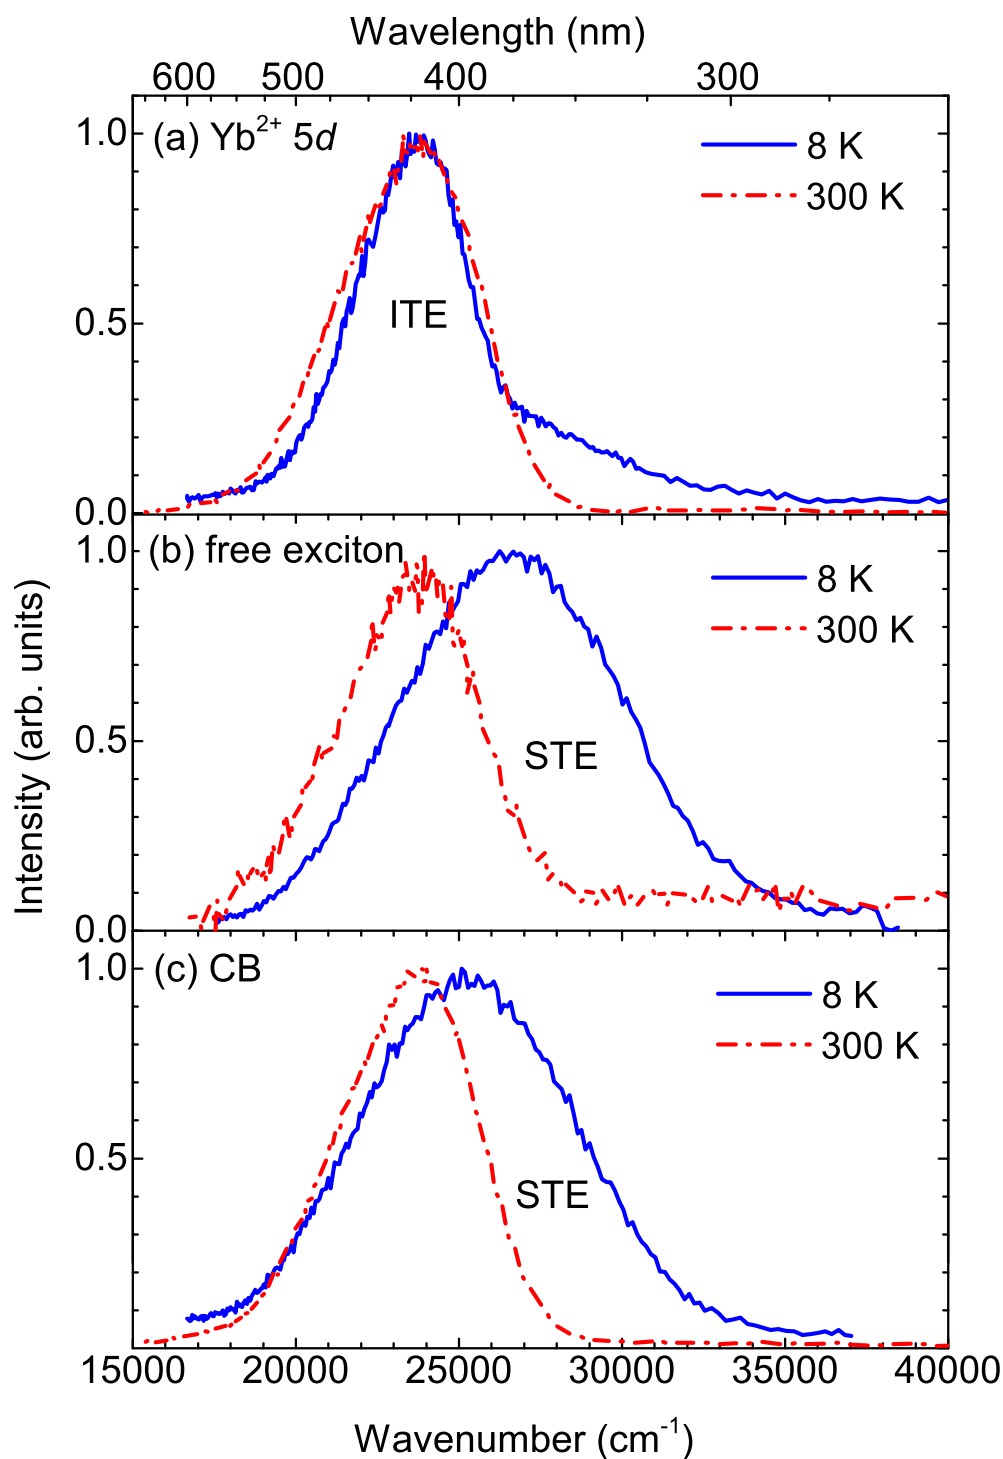 Wavelength (nm)
600 500 400 300
(a) Yb²⁺ 5d
8 K
300 K
ITE
1.0
0.5
0.0
(b) free exciton
8 K
300 K
STE
1.0
0.5
0.0
(c) CB
8 K
300 K
STE
1.0
0.5
Intensity (arb. units)
15000 20000 25000 30000 35000 40000
Wavenumber (cm⁻¹)